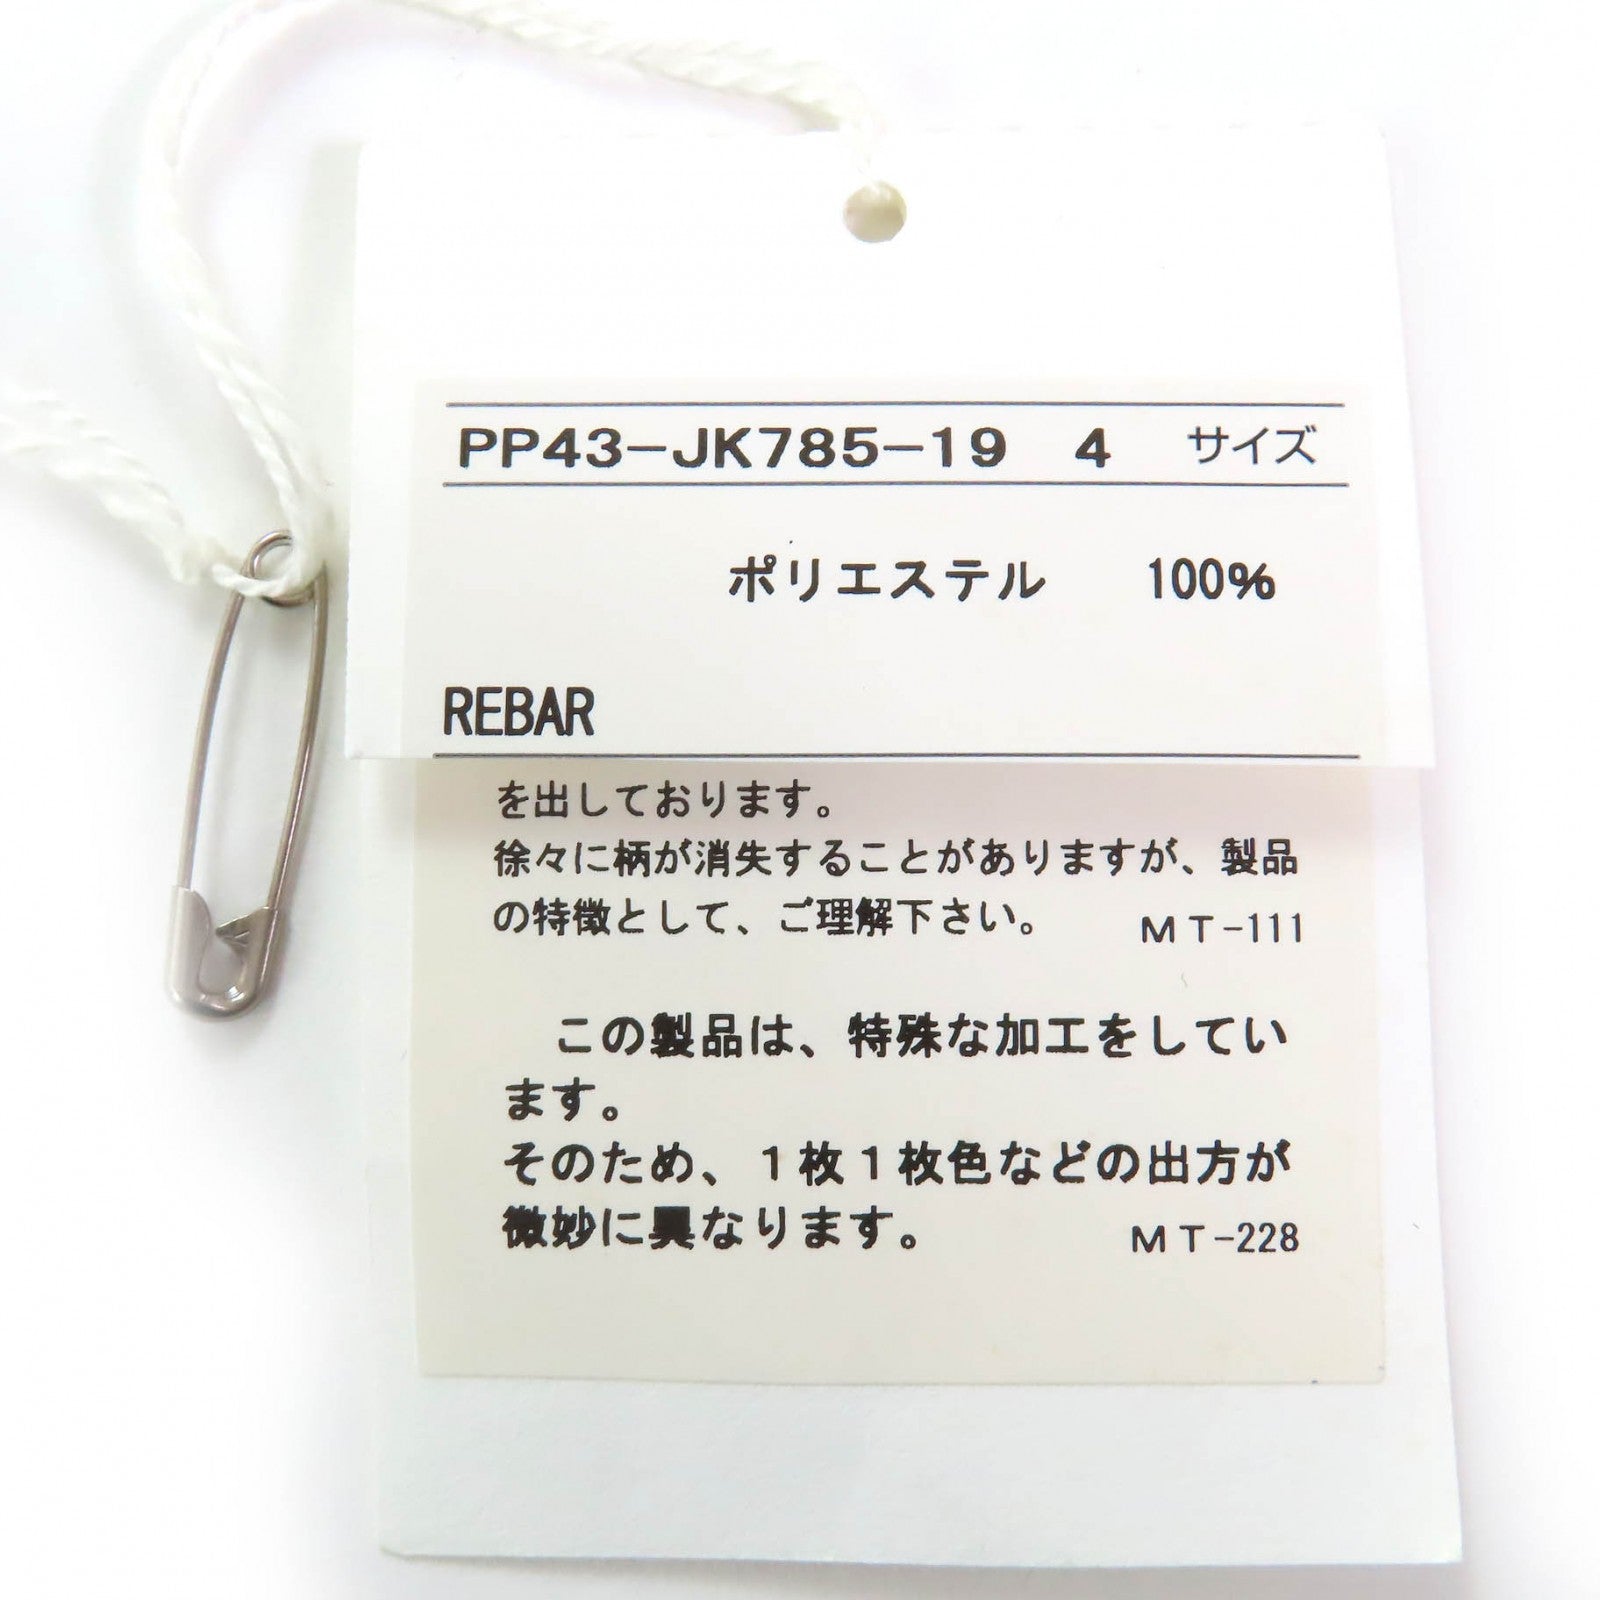 PP43-JK785-19 4 サイズ
ポリエステル 100%
REBAR
を出しております。
徐々に柄が消失することがありますが、製品
の特徴として、ご理解下さい。 ＭＴ-111
この製品は、特殊な加工をしてい
ます。
そのため、１枚１枚色などの出方が
微妙に異なります。 ＭＴ-228